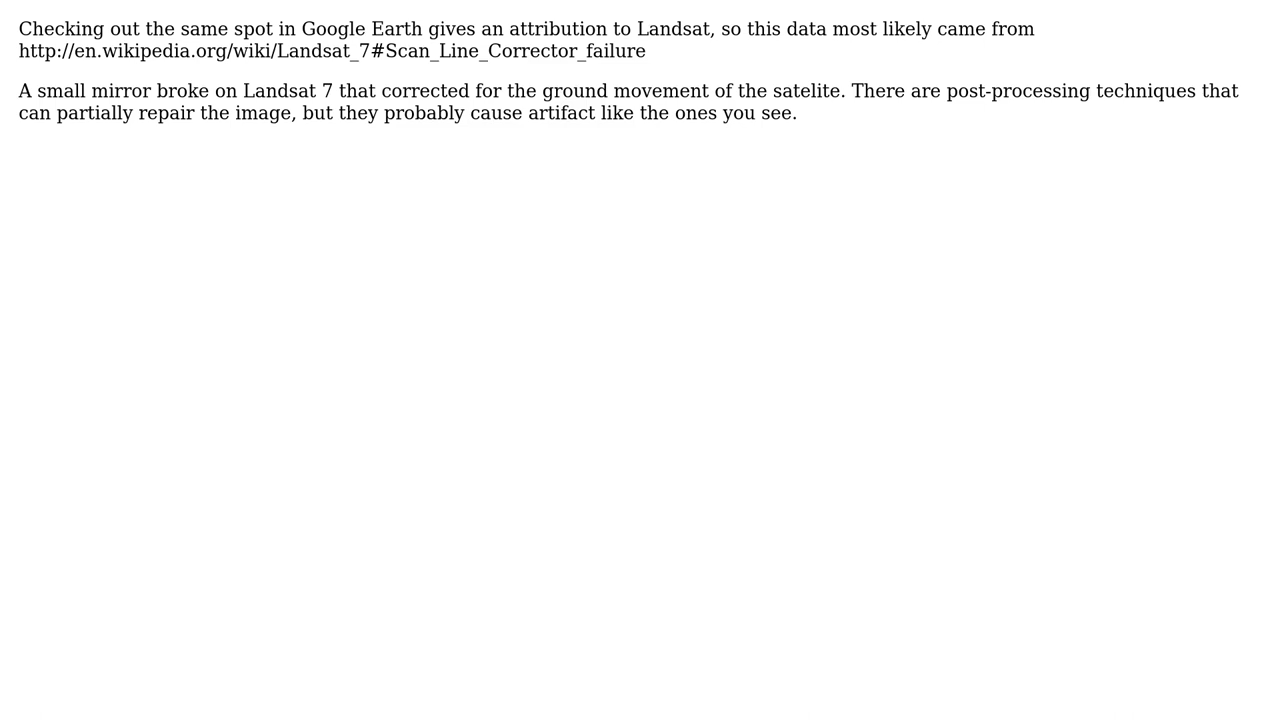 Checking out the same spot in Google Earth gives an attribution to Landsat, so this data most likely came from
http://en.wikipedia.org/wiki/Landsat_7#Scan_Line_Corrector_failure
A small mirror broke on Landsat 7 that corrected for the ground movement of the satelite. There are post-processing techniques that
can partially repair the image, but they probably cause artifact like the ones you see.